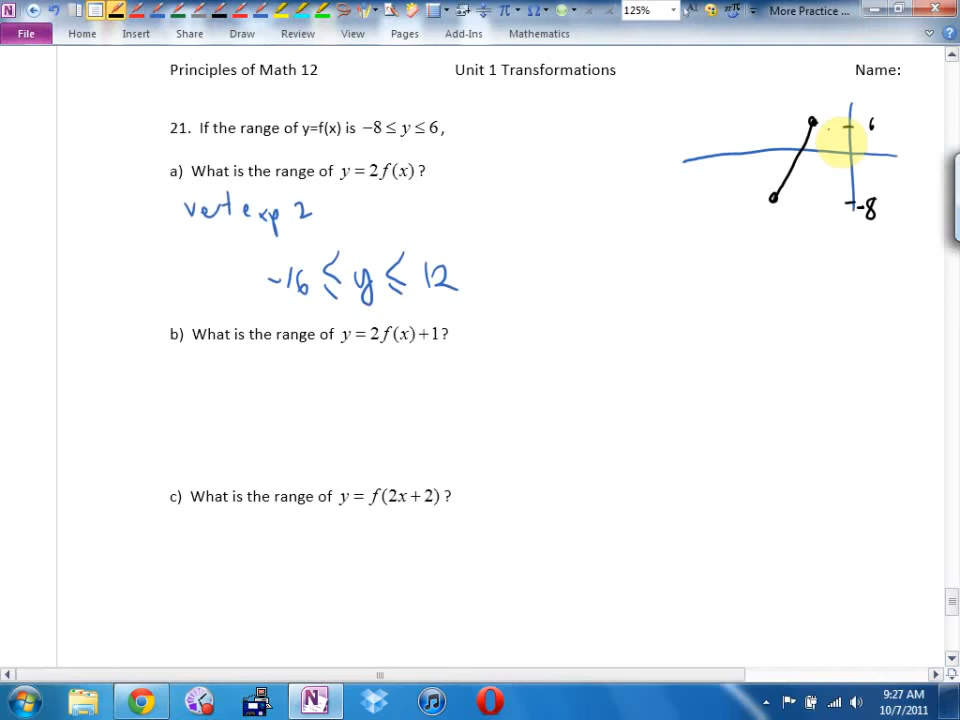 125% More Practice ...
File Home Insert Share Draw Review View Pages Add-Ins Mathematics
Principles of Math 12 Unit 1 Transformations Name:
21. If the range of y=f(x) is −8 ≤ y ≤ 6,
6
a) What is the range of y = 2f(x) ?
-8
vert exp 2
-16 ≤ y ≤ 12
b) What is the range of y = 2f(x)+1?
c) What is the range of y = f(2x+2) ?
9:27 AM
10/7/2011